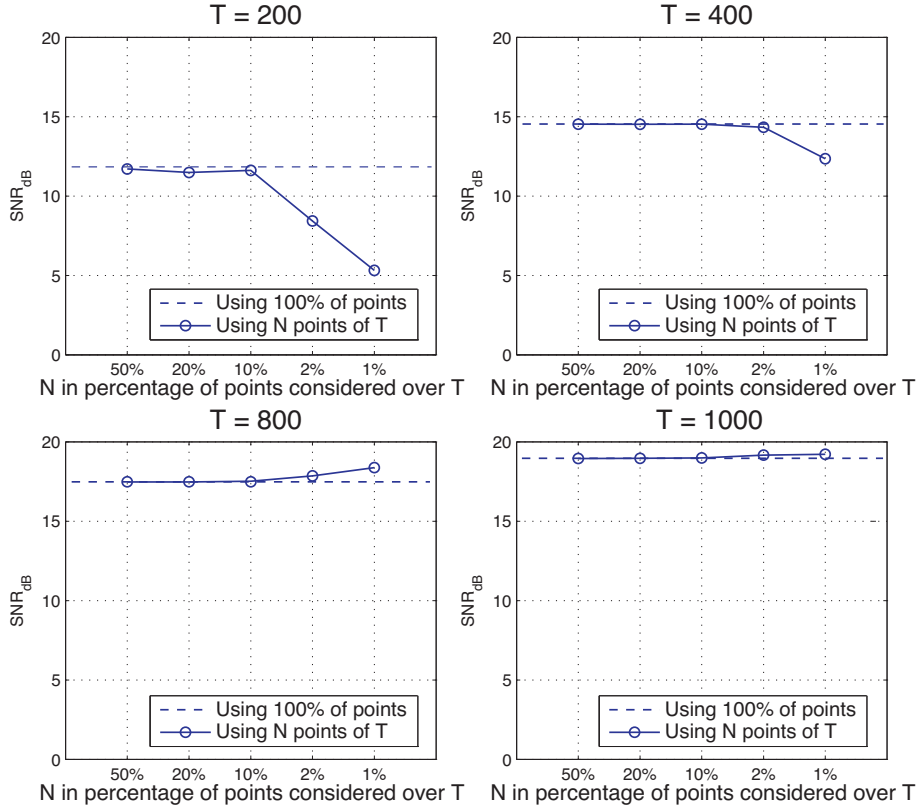 T = 200
20
15
10
5
0
SNRdB
Using 100% of points
Using N points of T
50% 20% 10% 2% 1%
N in percentage of points considered over T
T = 400
20
15
10
5
0
SNRdB
Using 100% of points
Using N points of T
50% 20% 10% 2% 1%
N in percentage of points considered over T
T = 800
20
15
10
5
0
SNRdB
Using 100% of points
Using N points of T
50% 20% 10% 2% 1%
N in percentage of points considered over T
T = 1000
20
15
10
5
0
SNRdB
Using 100% of points
Using N points of T
50% 20% 10% 2% 1%
N in percentage of points considered over T